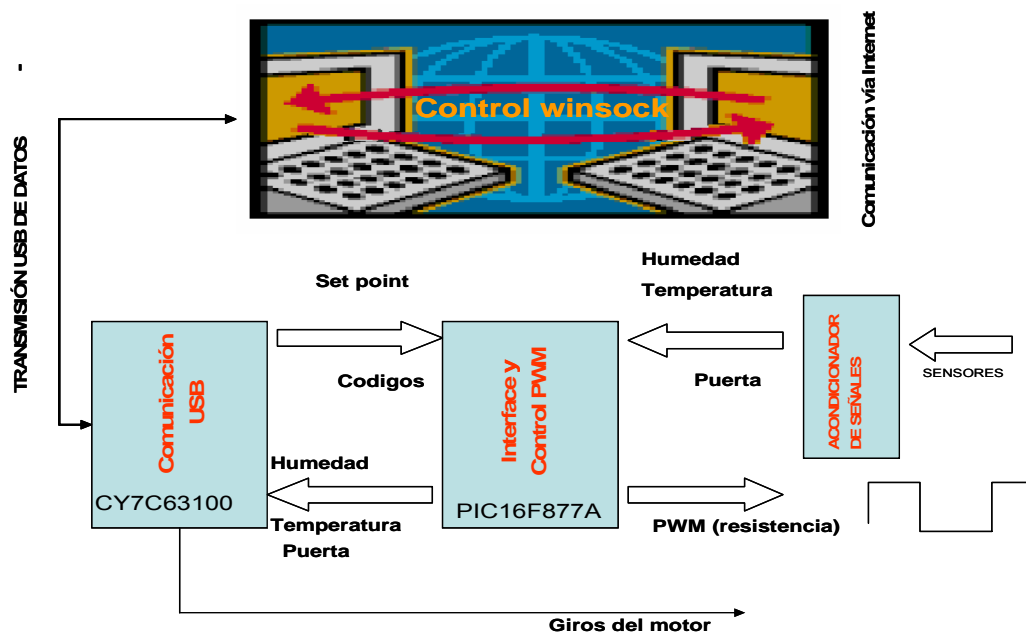 TRANSMISIÓN USB DE DATOS -
Control winsock
Comunicación vía Internet
Set point
Codigos
Humedad
Temperatura
Puerta
SENSORES
ACONDICIONADOR
DE SEÑALES
Comunicación
USB
CY7C63100
Interface y
Control PWM
PIC16F877A
Humedad
Temperatura
Puerta
PWM (resistencia)
Giros del motor